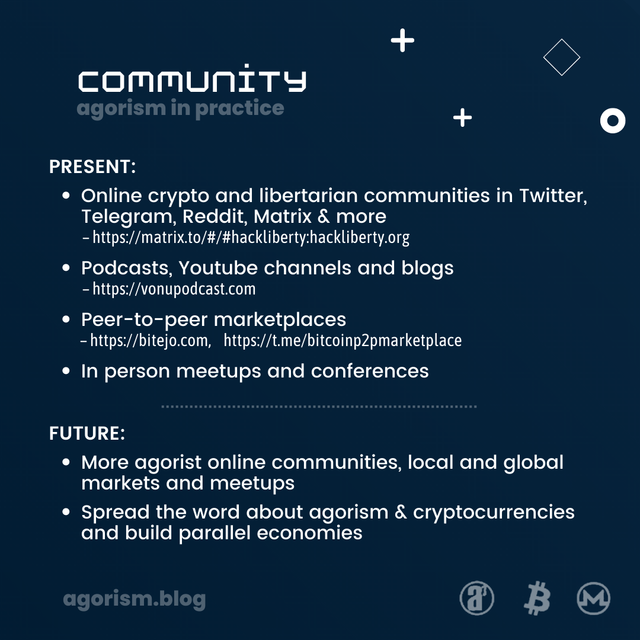 COMMUNITY
agorism in practice
PRESENT:
• Online crypto and libertarian communities in Twitter,
Telegram, Reddit, Matrix & more
– https://matrix.to/#/#hackliberty:hackliberty.org
• Podcasts, Youtube channels and blogs
– https://vonupodcast.com
• Peer-to-peer marketplaces
– https://bitejo.com, https://t.me/bitcoinp2pmarketplace
• In person meetups and conferences
FUTURE:
• More agorist online communities, local and global
markets and meetups
• Spread the word about agorism & cryptocurrencies
and build parallel economies
agorism.blog